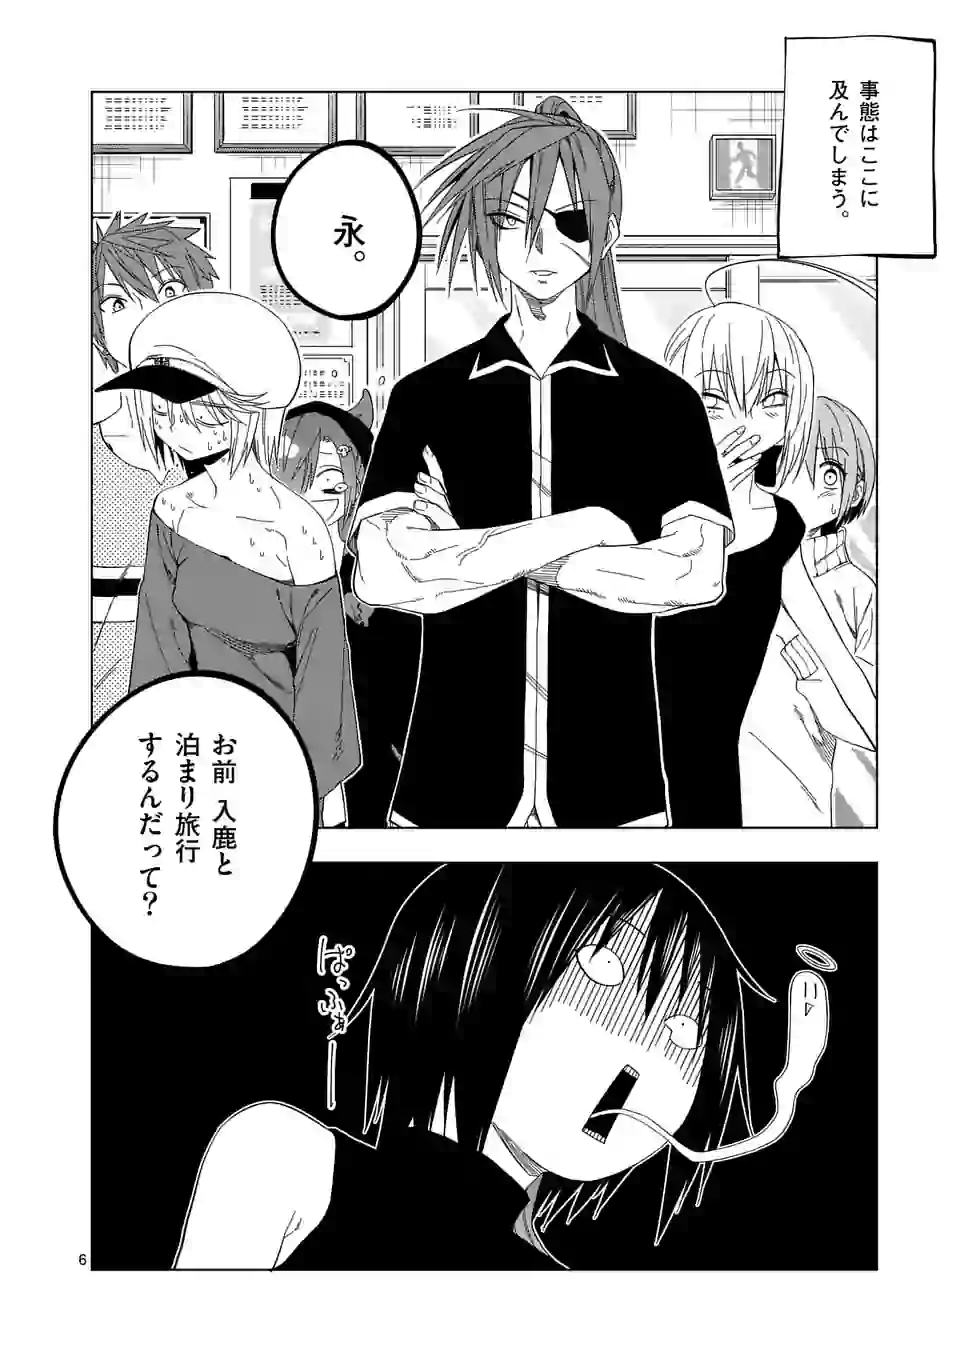 事態はここに
及んでしまう。
永。
お前 入鹿と
泊まり旅行
するんだって?
ぱっふぁー
6